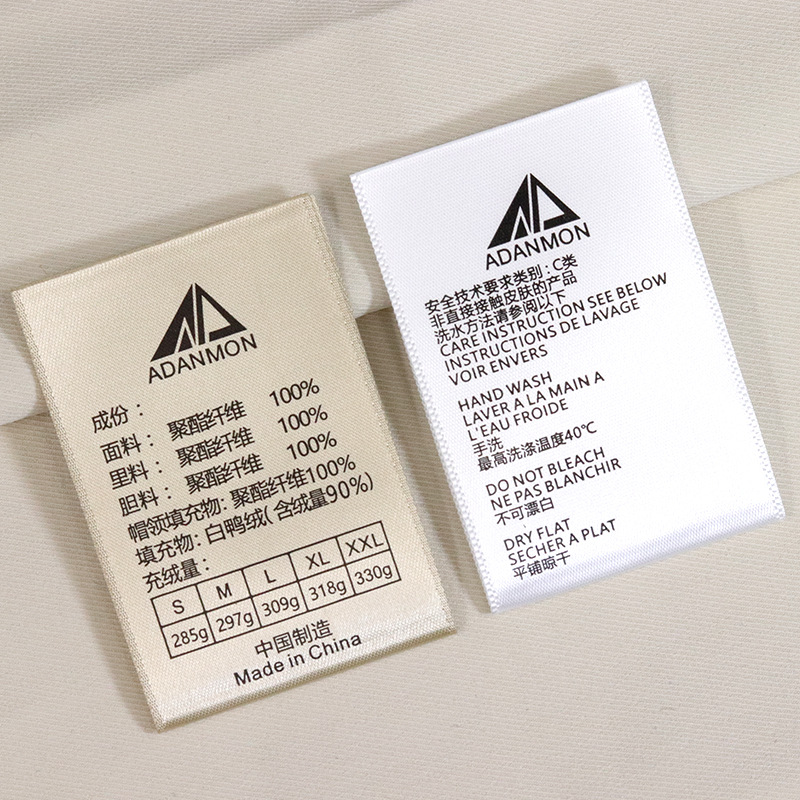 ADANMON
成份：
面料： 聚酯纤维 100%
里料： 聚酯纤维 100%
胆料： 聚酯纤维 100%
帽领填充物: 聚酯纤维100%
填充物: 白鸭绒(含绒量90%)
充绒量:
S M L XL XXL
285g 297g 309g 318g 330g
中国制造
Made in China
ADANMON
安全技术要求类别: C类
非直接接触皮肤的产品
洗水方法请参阅以下
CARE INSTRUCTION SEE BELOW
INSTRUCTIONS DE LAVAGE
VOIR ENVERS
HAND WASH
LAVER A LA MAIN A
L'EAU FROIDE
手洗
最高洗涤温度40℃
DO NOT BLEACH
NE PAS BLANCHIR
不可漂白
DRY FLAT
SECHER A PLAT
平铺晾干